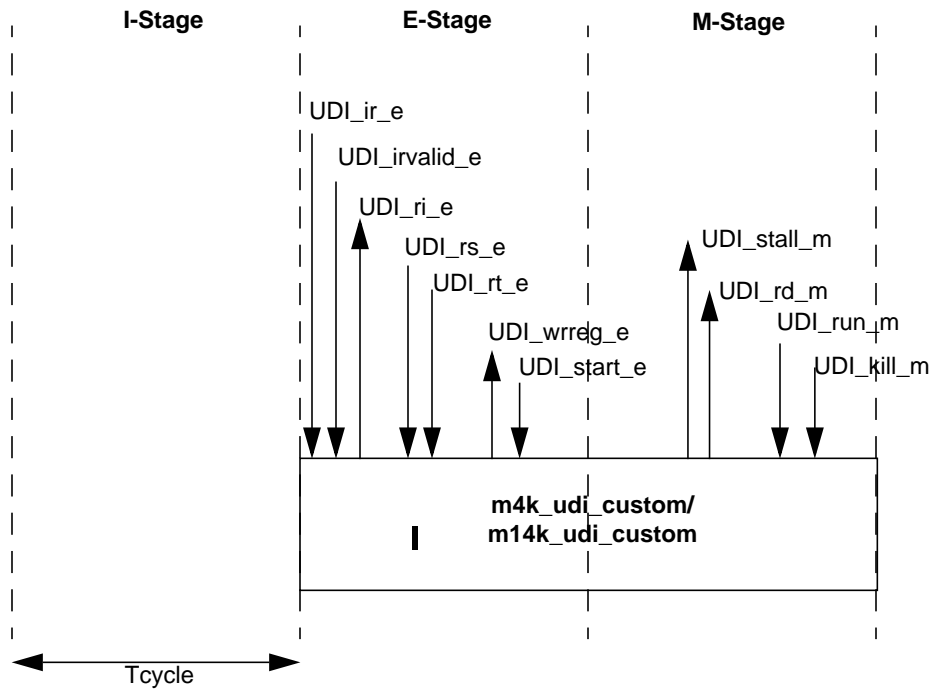 I-Stage
E-Stage
M-Stage
UDI_ir_e
UDI_irvalid_e
UDI_ri_e
UDI_rs_e
UDI_stall_m
UDI_rt_e
UDI_rd_m
UDI_wrreg_e
UDI_run_m
UDI_start_e
UDI_kill_m
m4k_udi_custom/
m14k_udi_custom
Tcycle